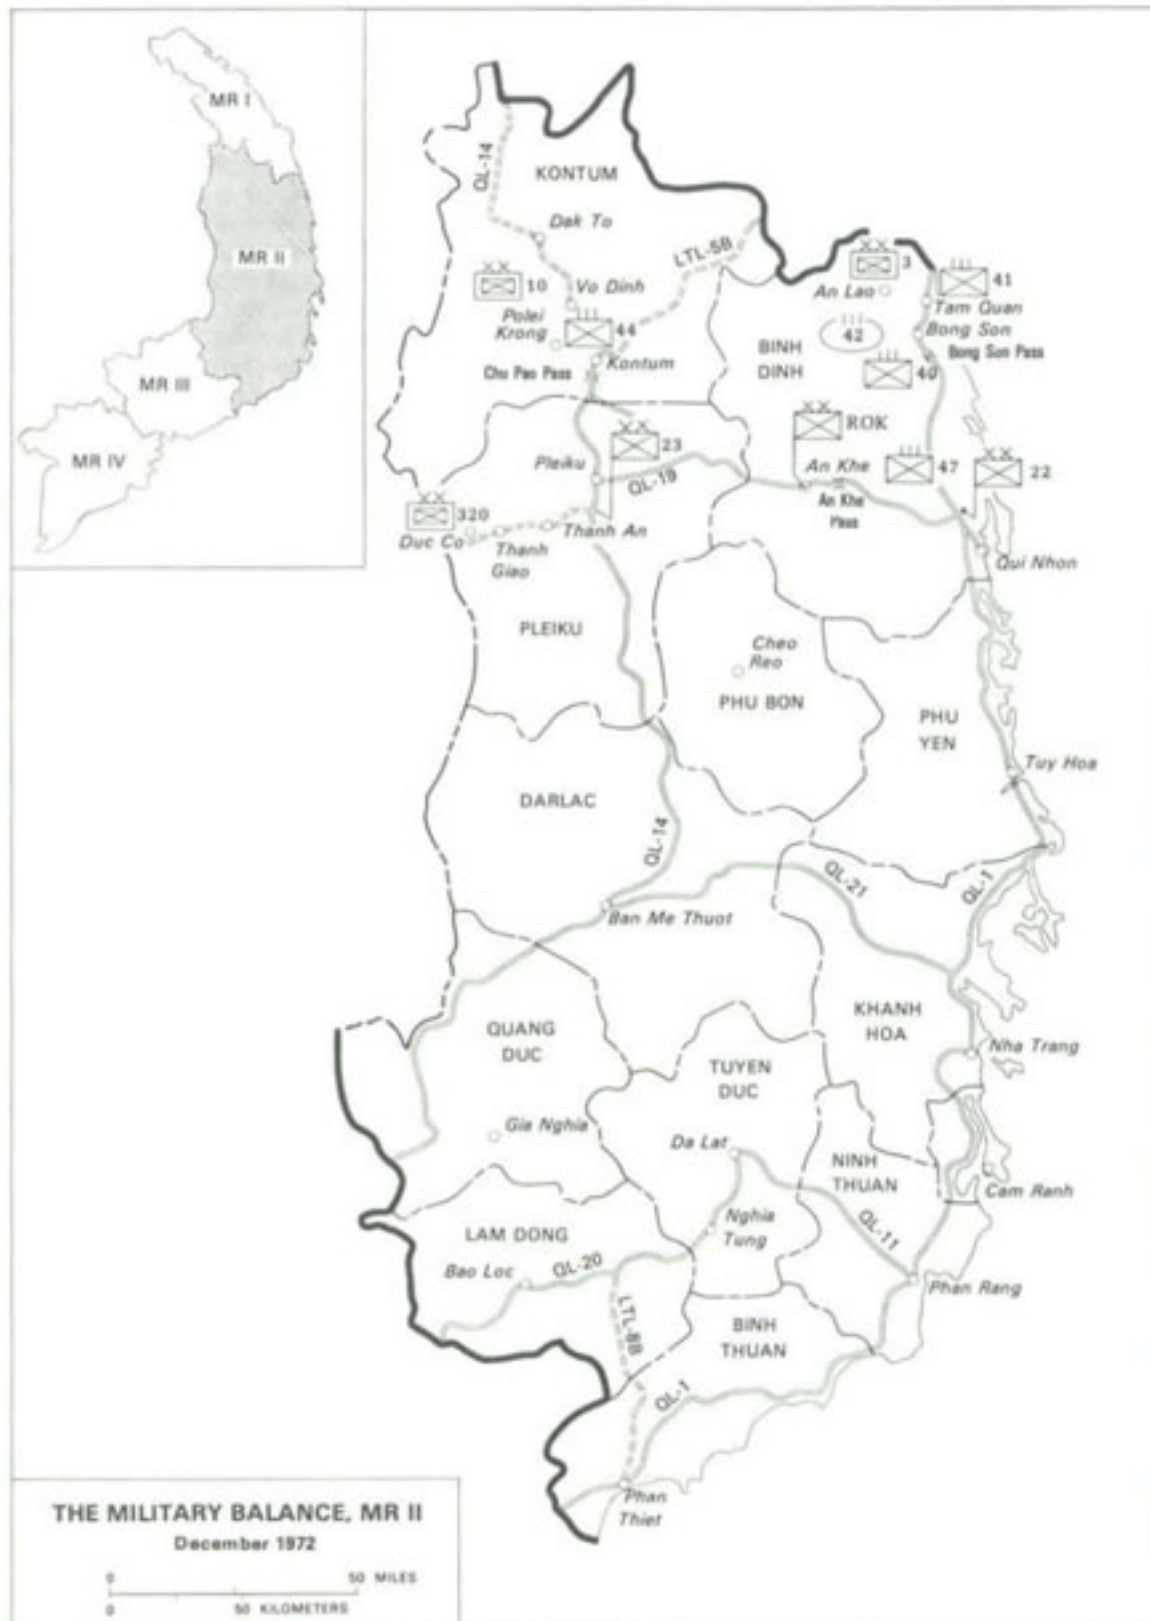 MR I
MR II
MR III
MR IV
QL-14
KONTUM
Dak To
LTL-5B
10
Vo Dinh
Polei
Krong
44
Kontum
Chu Pao Pass
3
An Lao
41
Tam Quan
42
Bong Son
Bong Son Pass
BINH
DINH
40
ROK
23
Pleiku
QL-19
An Khe
47
22
An Khe
Pass
320
Duc Co
Thanh
Giao
Thanh An
Qui Nhon
PLEIKU
Cheo
Reo
PHU BON
PHU
YEN
Tuy Hoa
DARLAC
QL-14
QL-21
QL-1
Ban Me Thuot
KHANH
HOA
QUANG
DUC
Nha Trang
TUYEN
DUC
Gia Nghia
Da Lat
NINH
THUAN
Cam Ranh
LAM DONG
Nghia
Tung
QL-11
Bao Loc
QL-20
Phan Rang
LTL-8B
BINH
THUAN
QL-1
Phan
Thiet
THE MILITARY BALANCE, MR II
December 1972
0 50 MILES
0 50 KILOMETERS